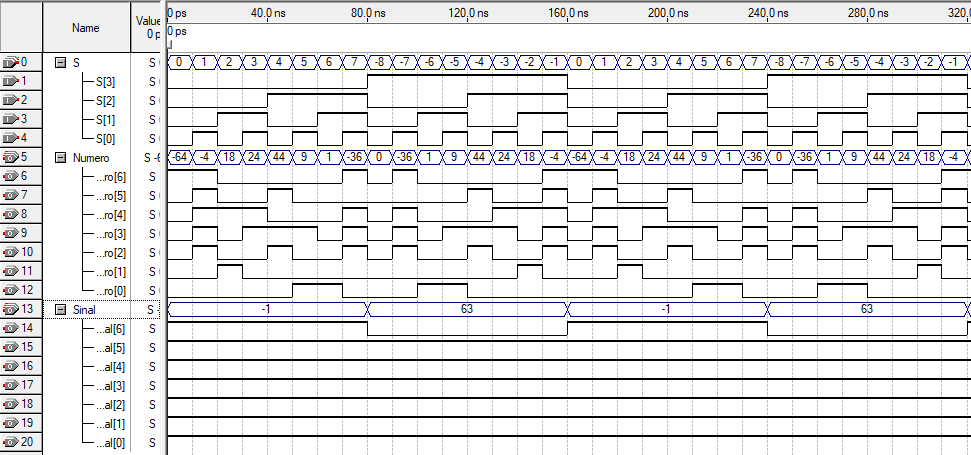 Name
Value
0 p
0 ps 40.0 ns 80.0 ns 120.0 ns 160.0 ns 200.0 ns 240.0 ns 280.0 ns 320.
0 ps
0 S S 0 1 2 3 4 5 6 7 -8 -7 -6 -5 -4 -3 -2 -1 0 1 2 3 4 5 6 7 -8 -7 -6 -5 -4 -3 -2 -1
1 S[3] S
2 S[2] S
3 S[1] S
4 S[0] S
5 Numero S -6 -64 -4 18 24 44 9 1 -36 0 -36 1 9 44 24 18 -4 -64 -4 18 24 44 9 1 -36 0 -36 1 9 44 24 18 -4
6 ...ro[6] S
7 ...ro[5] S
8 ...ro[4] S
9 ...ro[3] S
10 ...ro[2] S
11 ...ro[1] S
12 ...ro[0] S
13 Sinal S - -1 63 -1 63
14 ...al[6] S
15 ...al[5] S
16 ...al[4] S
17 ...al[3] S
18 ...al[2] S
19 ...al[1] S
20 ...al[0] S